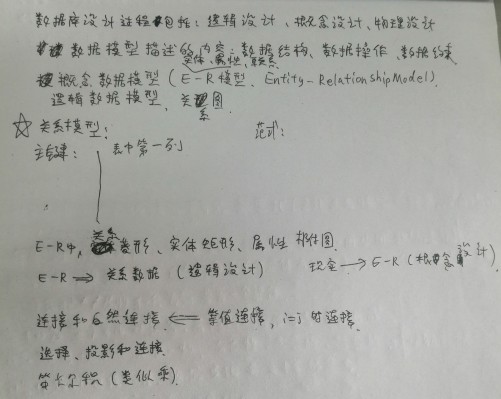 数据库设计过程包括：逻辑设计、概念设计、物理设计
数据模型描述的内容：数据结构、数据操作、数据约束
实体、属性、联系
概念数据模型（E-R模型、Entity-RelationshipModel）
逻辑数据模型、关系图
☆关系模型：　范式：
主键：　表中第一列
E-R中，关系菱形、实体矩形、属性椭圆
E-R ⟹ 关系数据（逻辑设计）　现实 → E-R（概念设计）
连接和自然连接 ⟸ 等值连接，i=j 的连接
选择、投影和连接
笛卡尔积（类似乘）